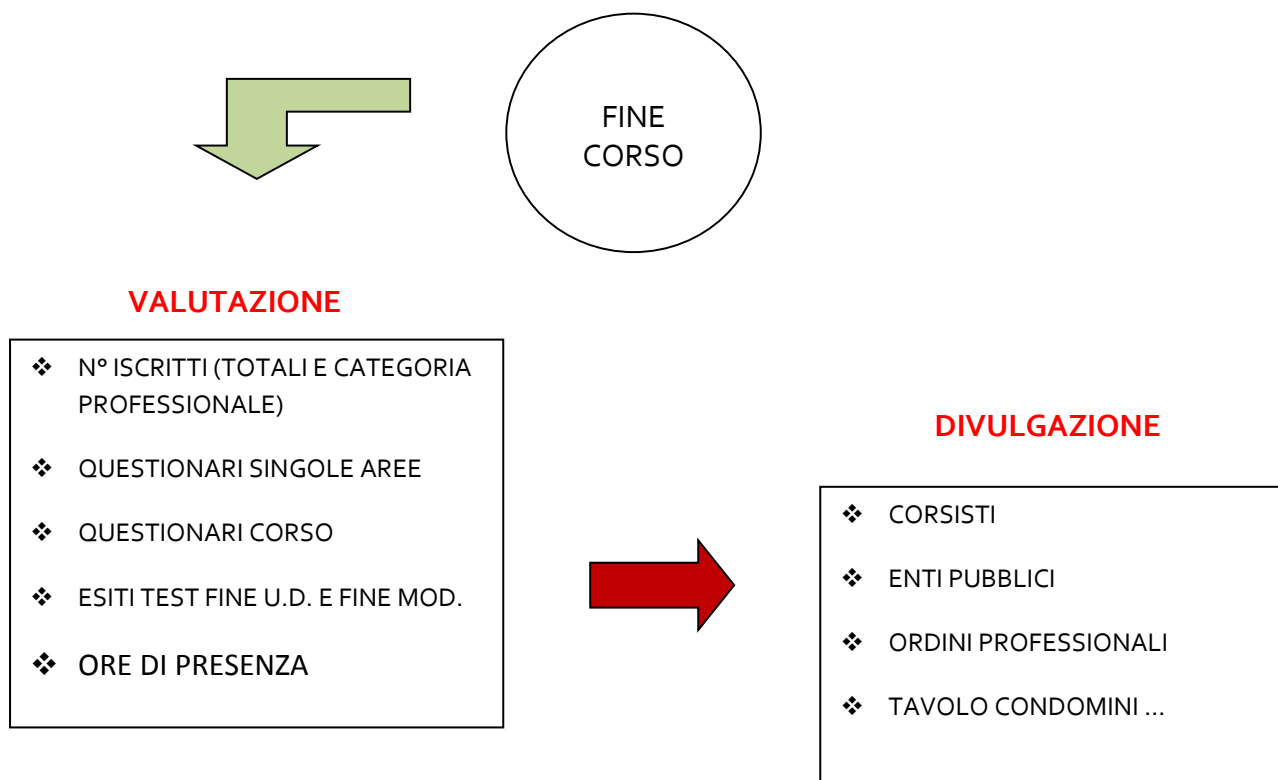 FINE
CORSO
VALUTAZIONE
❖ N° ISCRITTI (TOTALI E CATEGORIA
PROFESSIONALE)
❖ QUESTIONARI SINGOLE AREE
❖ QUESTIONARI CORSO
❖ ESITI TEST FINE U.D. E FINE MOD.
❖ ORE DI PRESENZA
DIVULGAZIONE
❖ CORSISTI
❖ ENTI PUBBLICI
❖ ORDINI PROFESSIONALI
❖ TAVOLO CONDOMINI ...